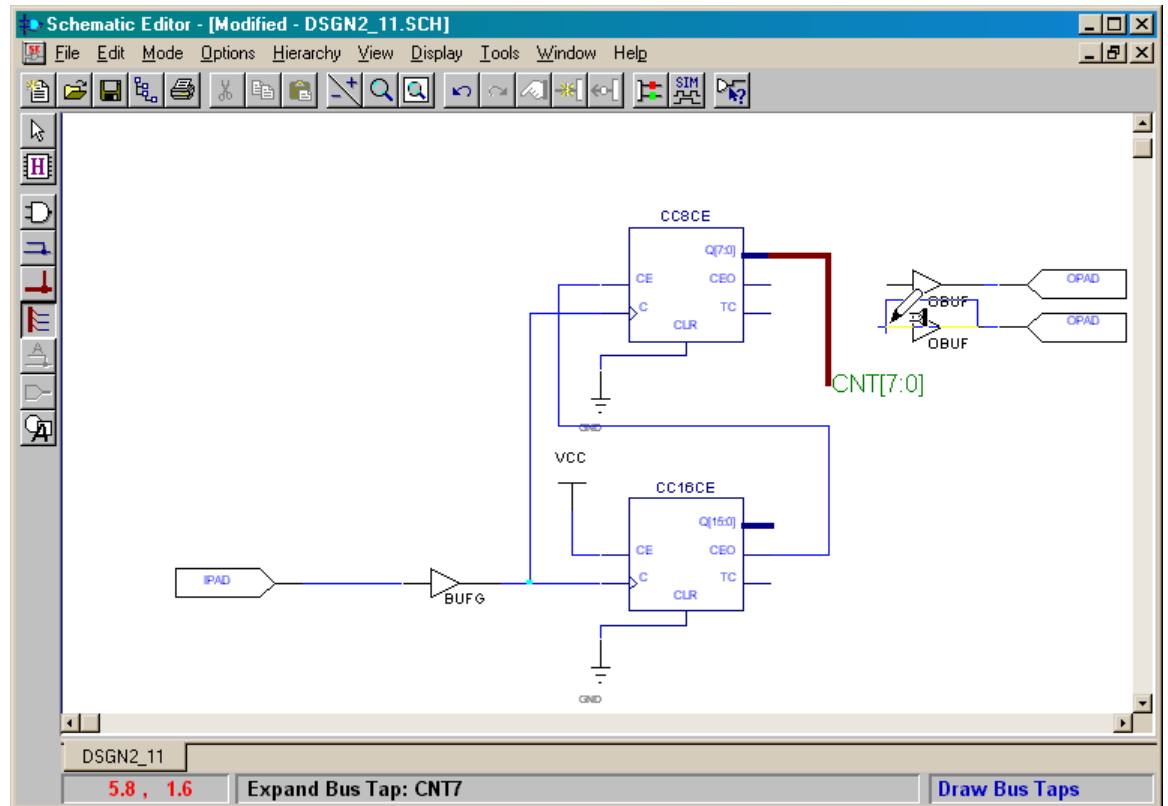 Schematic Editor - [Modified - DSGN2_11.SCH]
File Edit Mode Options Hierarchy View Display Tools Window Help
SIM
H
CC8CE
Q[7:0]
CE CEO
C TC
CLR
OPAD
OBUF
OPAD
OBUF
CNT[7:0]
GND
VCC
CC16CE
Q[15:0]
CE CEO
C TC
CLR
IPAD
BUFG
GND
DSGN2_11
5.8 , 1.6 Expand Bus Tap: CNT7 Draw Bus Taps